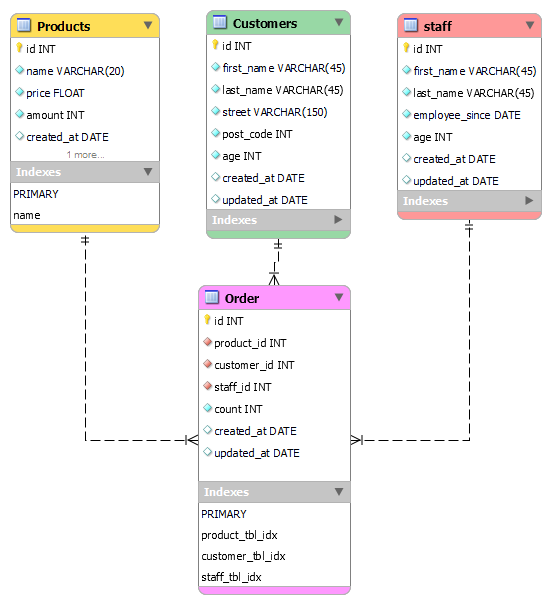 Products
id INT
name VARCHAR(20)
price FLOAT
amount INT
created_at DATE
1 more...
Indexes
PRIMARY
name
Customers
id INT
first_name VARCHAR(45)
last_name VARCHAR(45)
street VARCHAR(150)
post_code INT
age INT
created_at DATE
updated_at DATE
Indexes
staff
id INT
first_name VARCHAR(45)
last_name VARCHAR(45)
employee_since DATE
age INT
created_at DATE
updated_at DATE
Indexes
Order
id INT
product_id INT
customer_id INT
staff_id INT
count INT
created_at DATE
updated_at DATE
Indexes
PRIMARY
product_tbl_idx
customer_tbl_idx
staff_tbl_idx